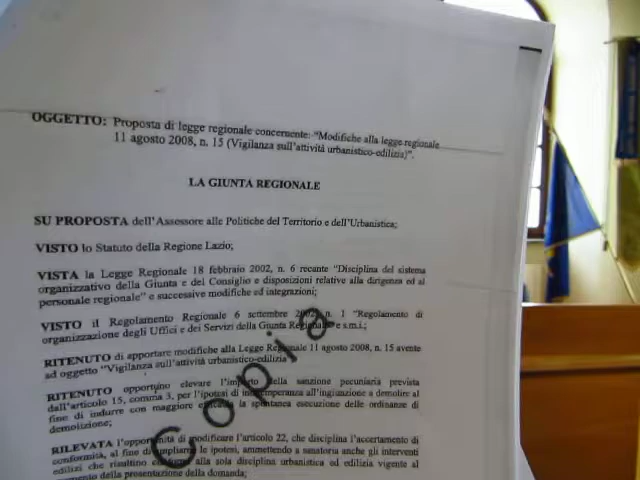 OGGETTO: Proposta di legge regionale concernente: "Modifiche alla legge regionale
11 agosto 2008, n. 15 (Vigilanza sull'attività urbanistico-edilizia)".
LA GIUNTA REGIONALE
SU PROPOSTA dell'Assessore alle Politiche del Territorio e dell'Urbanistica;
VISTO lo Statuto della Regione Lazio;
VISTA la Legge Regionale 18 febbraio 2002, n. 6 recante "Disciplina del sistema
organizzativo della Giunta e del Consiglio e disposizioni relative alla dirigenza ed al
personale regionale" e successive modifiche ed integrazioni;
VISTO il Regolamento Regionale 6 settembre 2002, n. 1 "Regolamento di
organizzazione degli Uffici e dei Servizi della Giunta Regionale" e s.m.i.;
RITENUTO di apportare modifiche alla Legge Regionale 11 agosto 2008, n. 15 avente
ad oggetto "Vigilanza sull'attività urbanistico-edilizia"
RITENUTO opportuno elevare l'importo della sanzione pecuniaria prevista
dall'articolo 15, comma 3, per l'ipotesi di inottemperanza all'ingiunzione a demolire al
fine di indurre con maggiore la spontanea esecuzione delle ordinanze di
demolizione;
RILEVATA l'opportunità di modificare l'articolo 22, che disciplina l'accertamento di
conformità, al fine di ampliarne le ipotesi, ammettendo a sanatoria anche gli interventi
edilizi che risultino alla sola disciplina urbanistica ed edilizia vigente al
momento della presentazione della domanda;
Copia